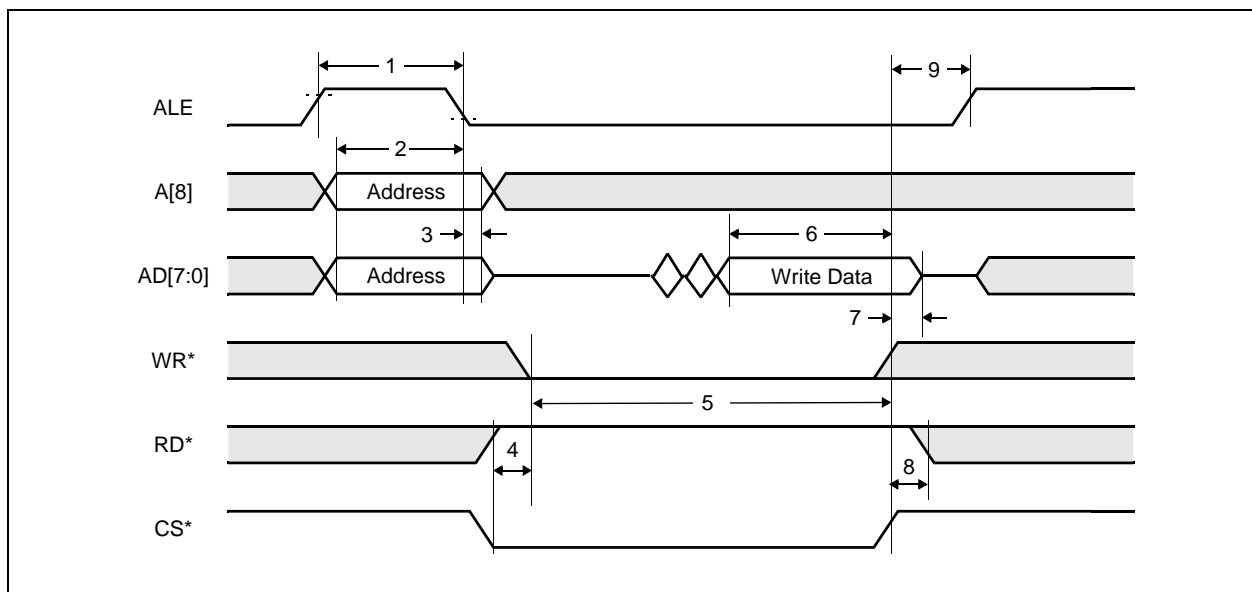 1
9
ALE
2
A[8]
Address
3
6
AD[7:0]
Address
Write Data
7
WR*
5
RD*
4
8
CS*